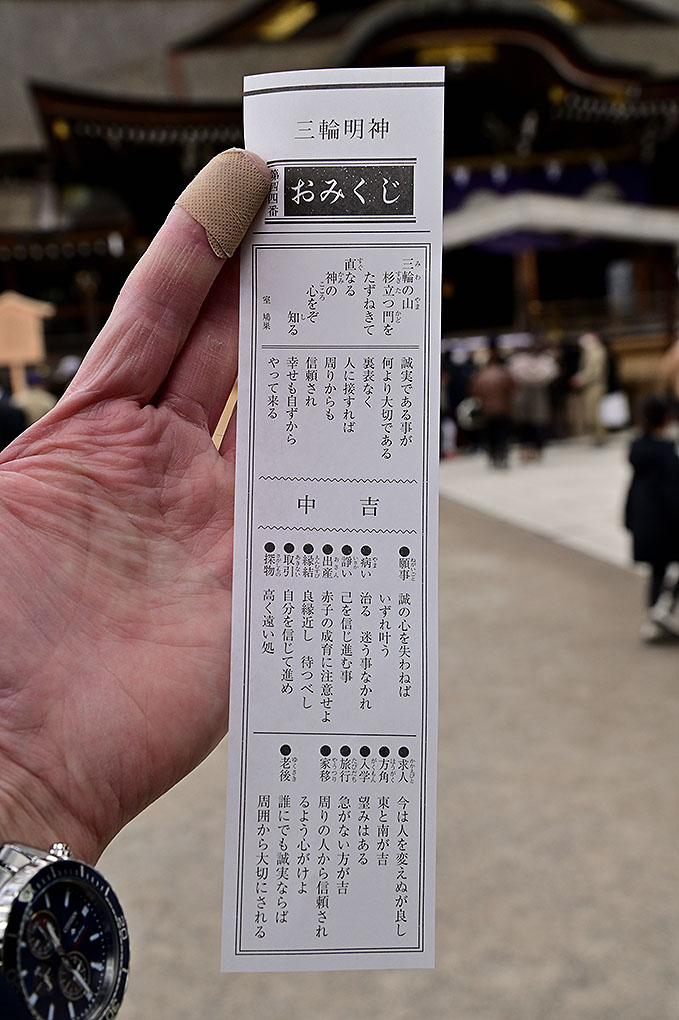 三輪明神
おみくじ
三輪の山
杉立つ門を
たずねきて
直なる
神の
心をぞ
知る
室 鳩巣
誠実である事が
何より大切である
裏表なく
人に接すれば
周りからも
信頼され
幸せも自ずから
やって来る
中吉
●願事 誠の心を失わねば
いずれ叶う
●病い 治る 迷う事なかれ
●諍い 己を信じ進む事
●出産 赤子の成育に注意せよ
●縁結 良縁近し 待つべし
●取引 自分を信じて進め
●探物 高く遠い処
●求人 今は人を変えぬが良し
●方角 東と南が吉
●入学 望みはある
●旅行 急がない方が吉
●家移 周りの人から信頼され
るよう心がけよ
●老後 誰にでも誠実ならば
周囲から大切にされる